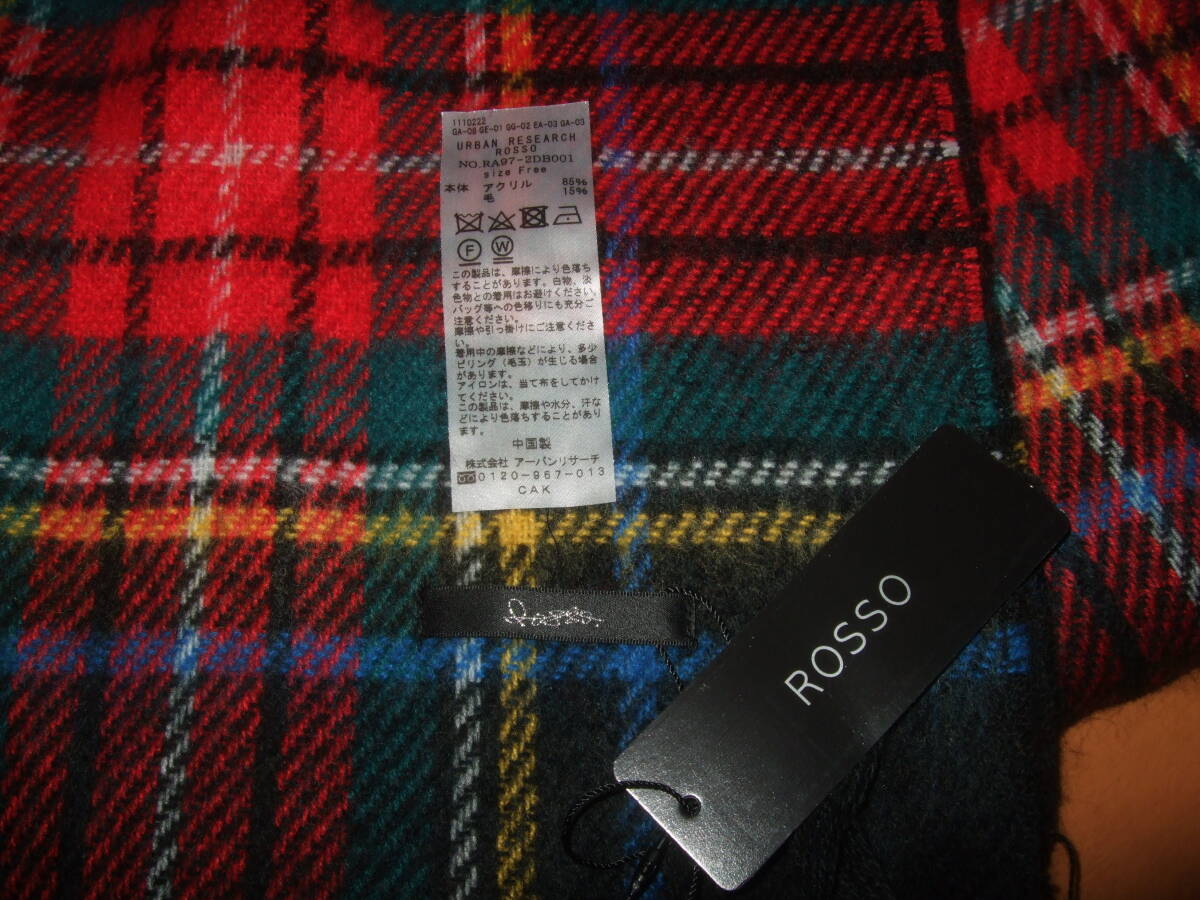 1110222
GA-08 GE-01 GG-02 EA-03 GA-03
URBAN RESEARCH
ROSSO
NO.RA97-2DB001
size Free
本体 アクリル 85%
毛 15%
F W
この製品は、摩擦により色落ち
することがあります。白物、淡
色物との着用はお避けください。
バッグ等への色移りにも充分ご
注意ください。
摩擦や引っ掛けにご注意くださ
い。
着用中の摩擦などにより、多少
ピリング（毛玉）が生じる場合
があります。
アイロンは、当て布をしてかけ
てください。
この製品は、摩擦や水分、汗な
どにより色落ちすることがあり
ます。
中国製
株式会社 アーバンリサーチ
0120-967-013
CAK
Rosso
ROSSO